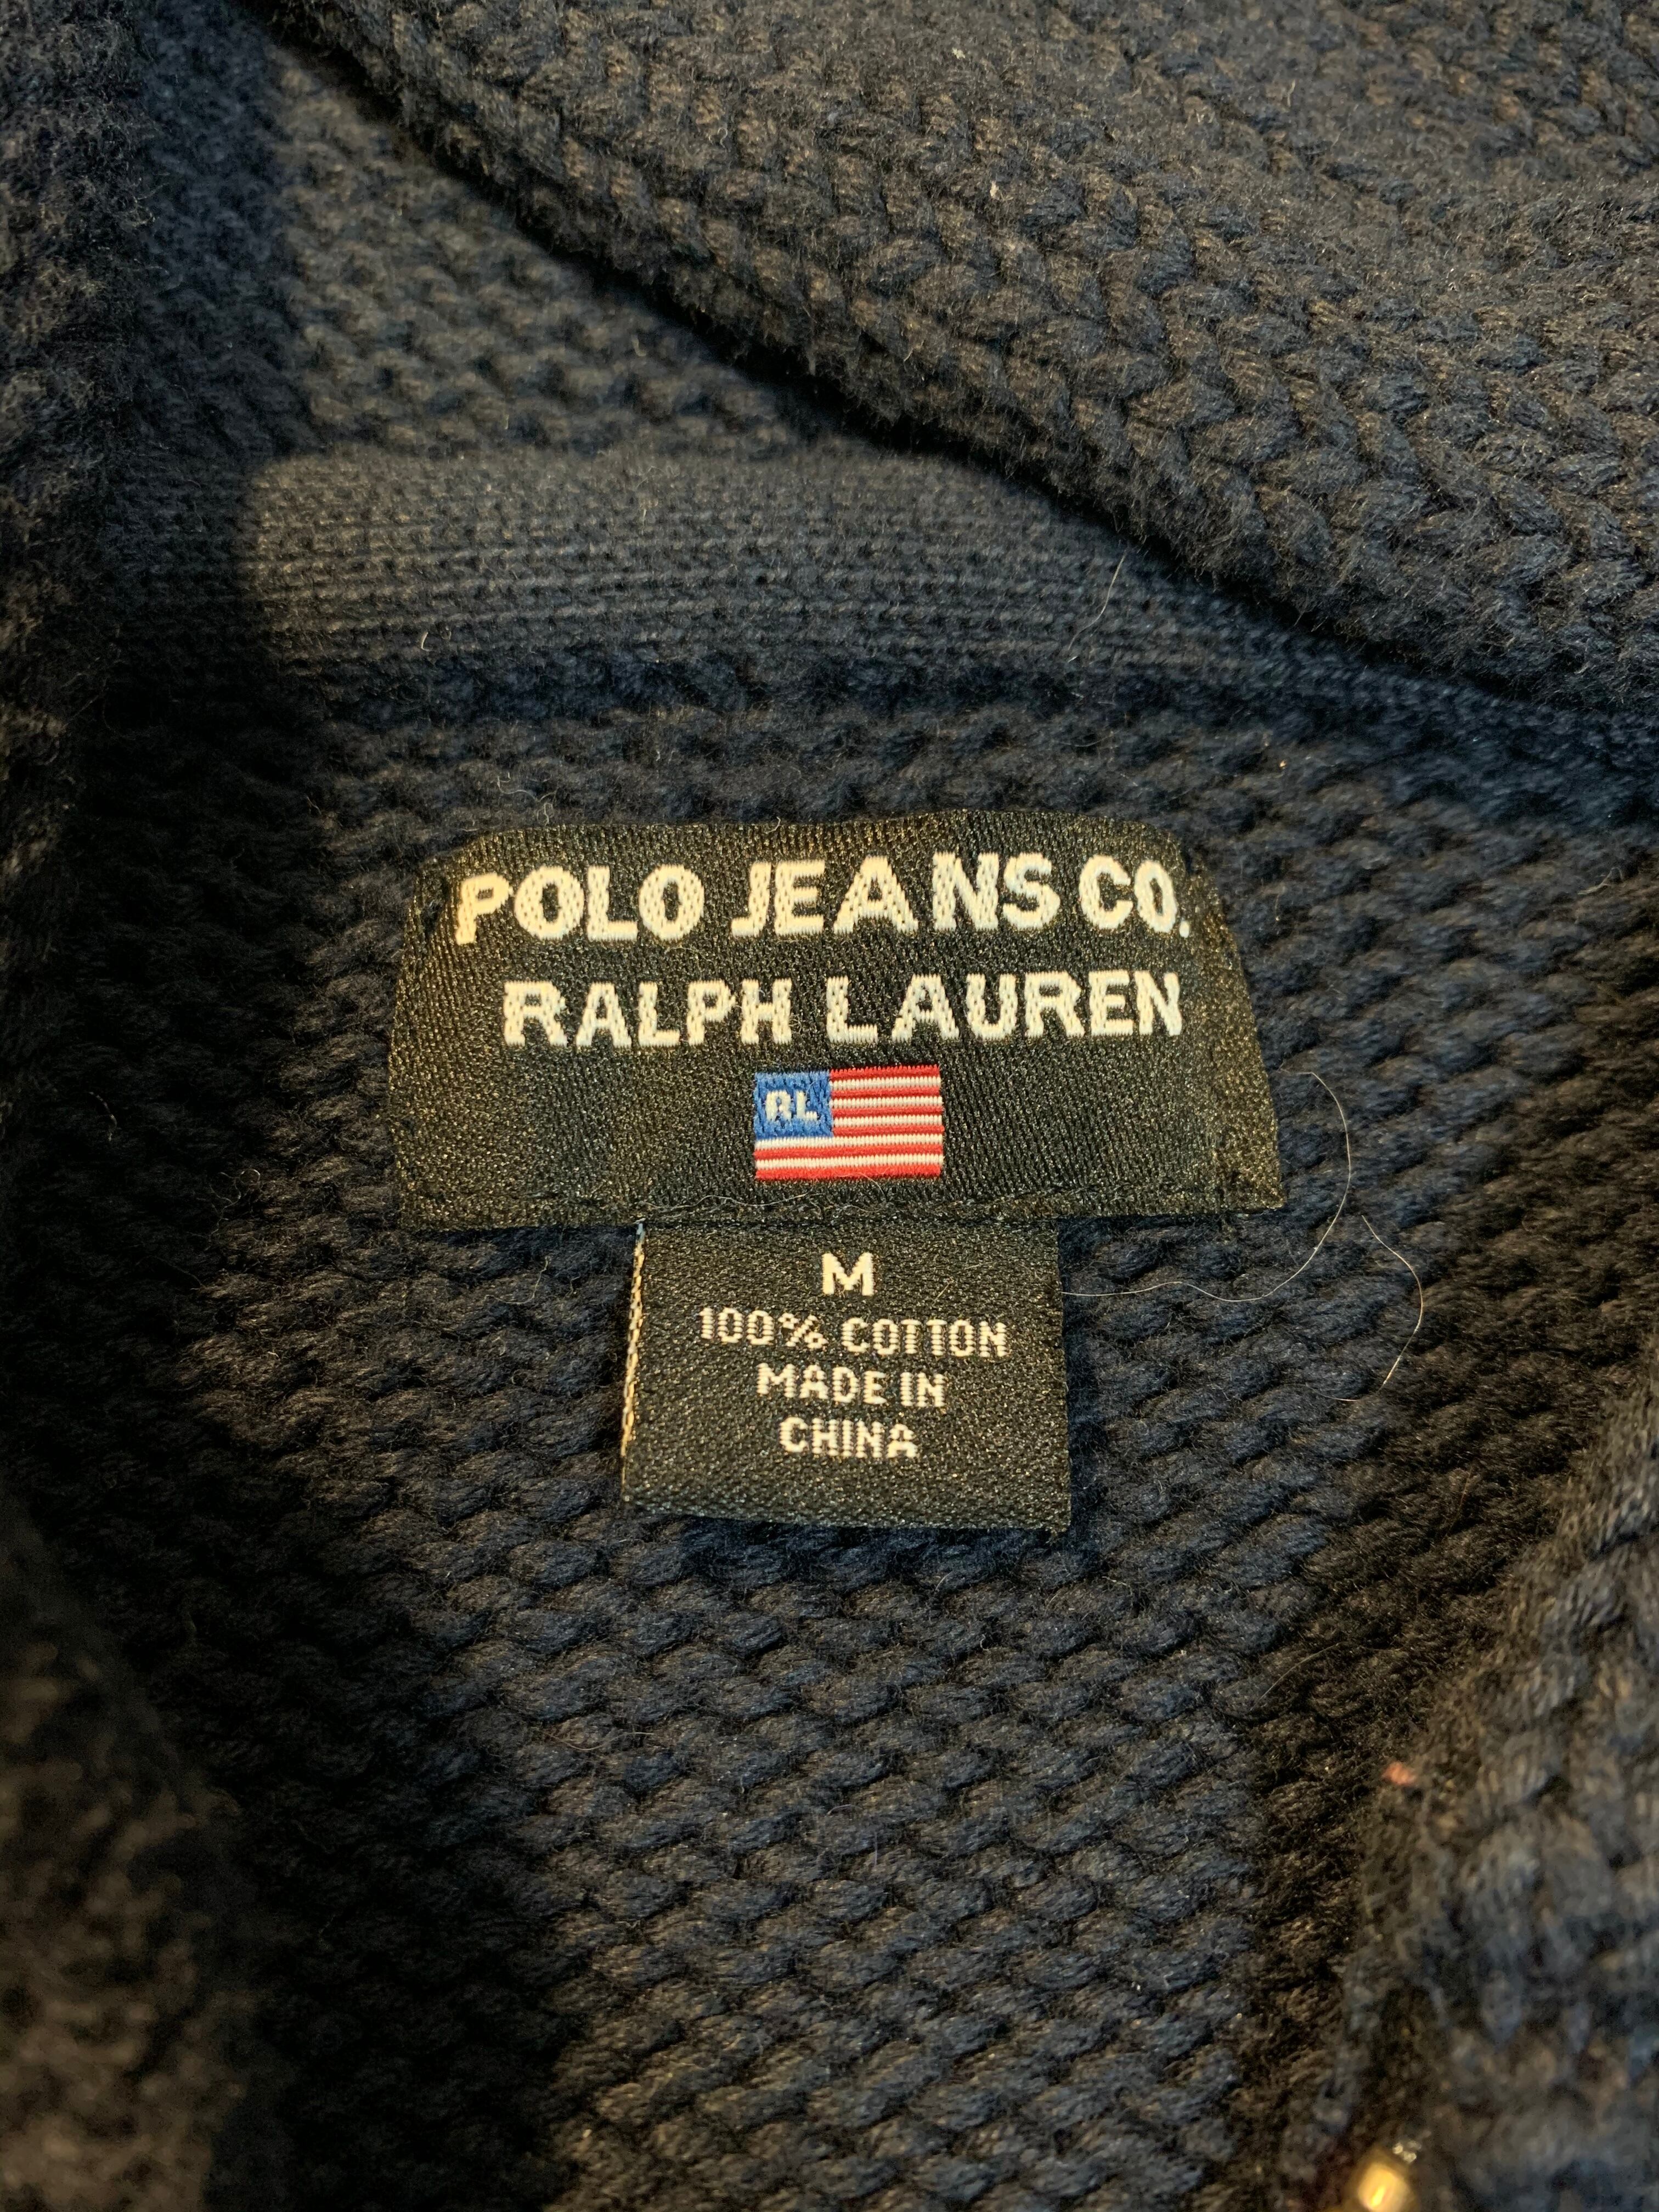 POLO JEANS CO.
RALPH LAUREN
RL
M
100% COTTON
MADE IN
CHINA